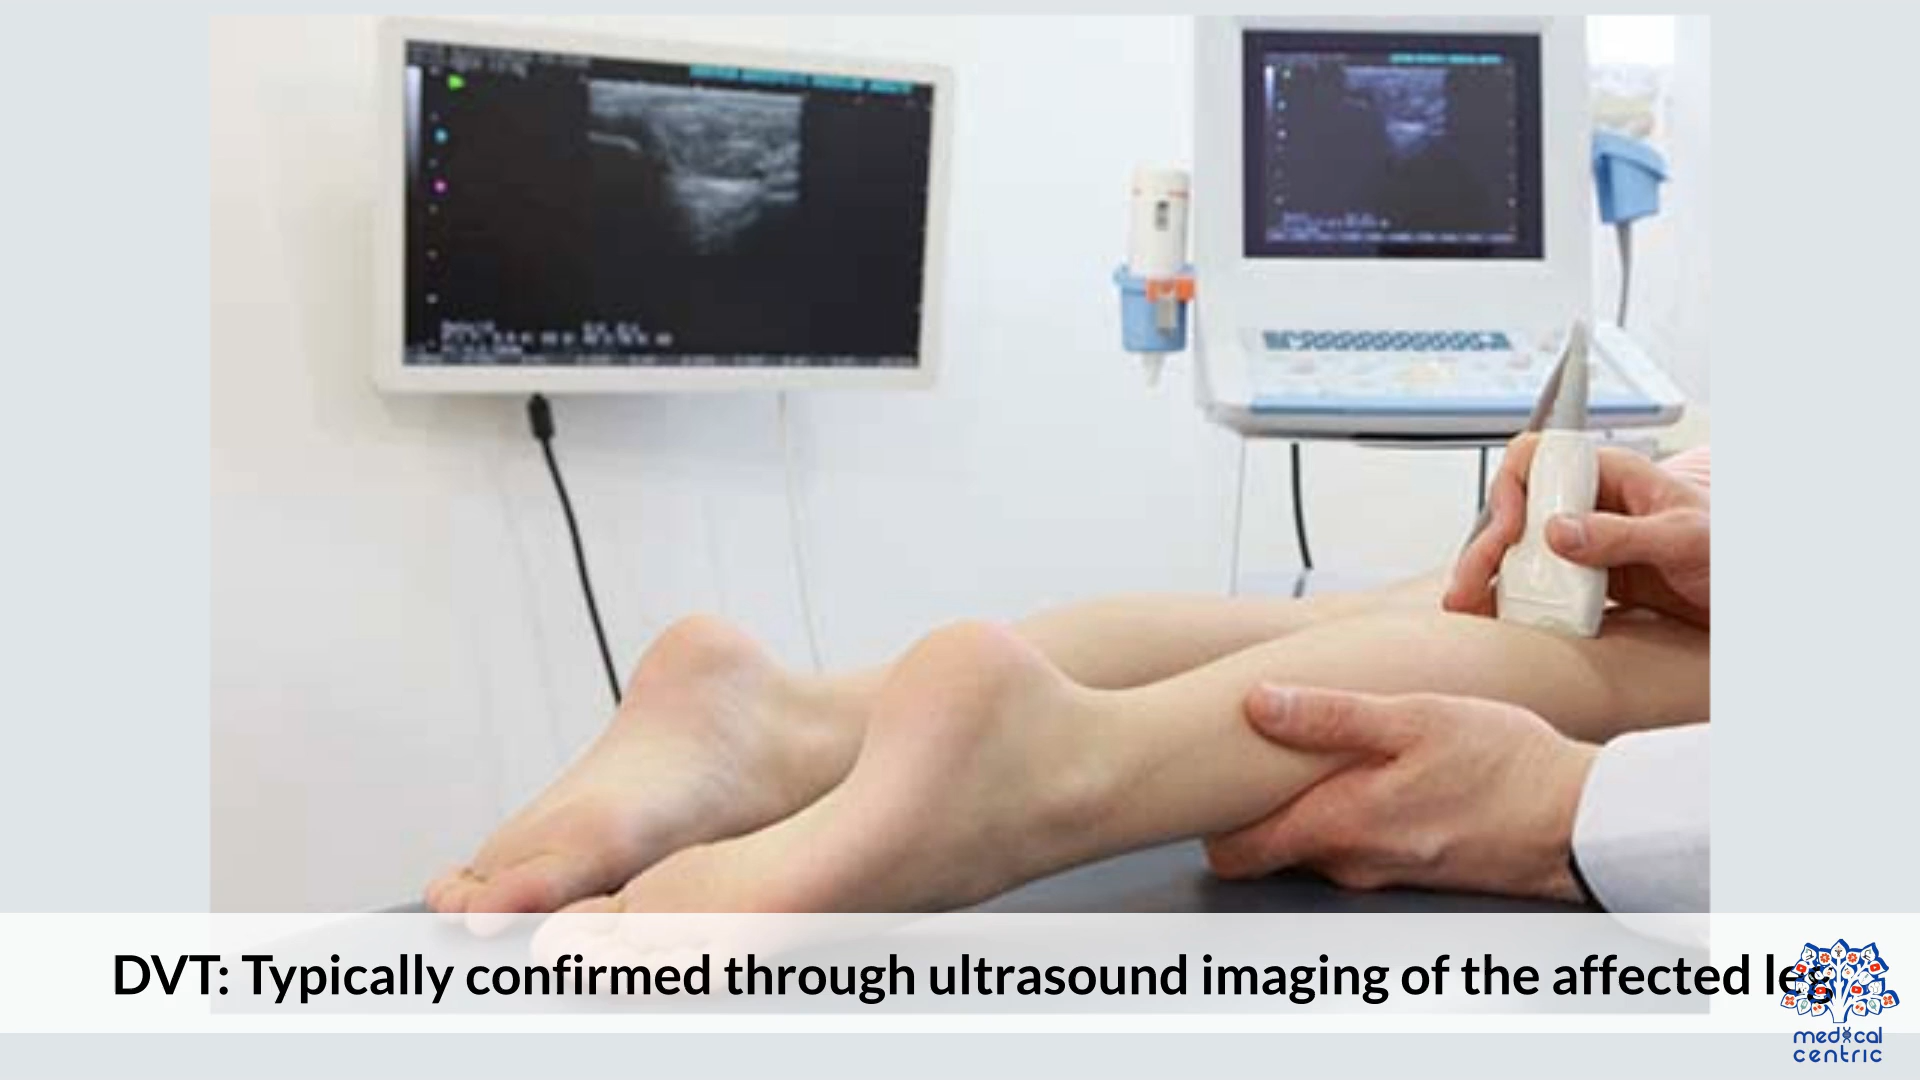 DVT: Typically confirmed through ultrasound imaging of the affected leg
medical
centric